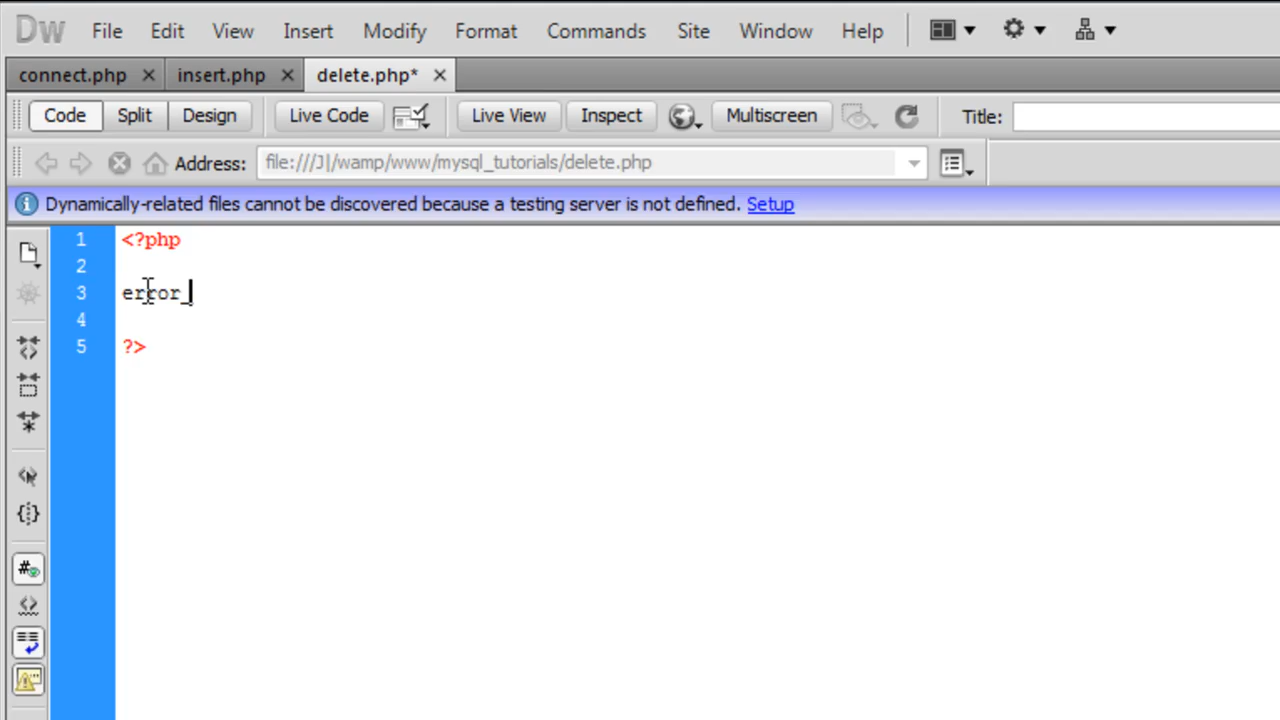 Dw File Edit View Insert Modify Format Commands Site Window Help
connect.php insert.php delete.php*
Code Split Design Live Code Live View Inspect Multiscreen Title:
Address: file:///J|/wamp/www/mysql_tutorials/delete.php
Dynamically-related files cannot be discovered because a testing server is not defined. Setup
1 <?php
2
3 error_
4
5 ?>